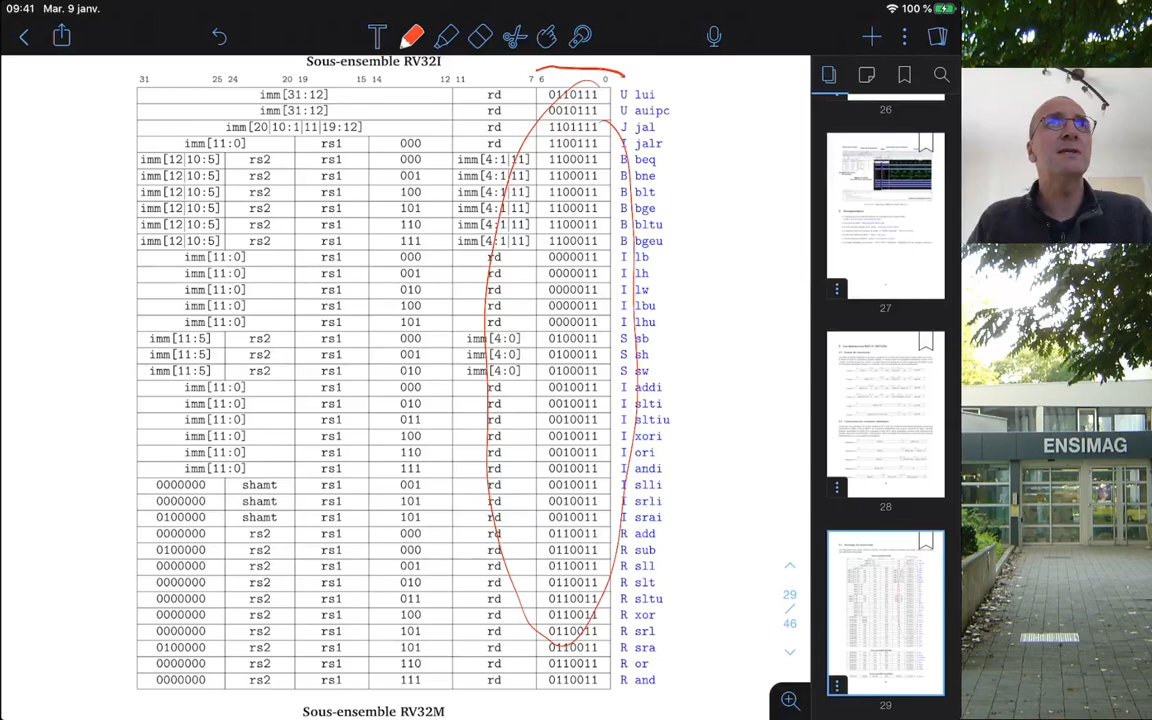 09:41 Mar. 9 janv.
100 %
Sous-ensemble RV32I
31 25 24 20 19 15 14 12 11 7 6 0
imm[31:12] rd 0110111 U lui
imm[31:12] rd 0010111 U auipc
imm[20|10:1|11|19:12] rd 1101111 J jal
imm[11:0] rs1 000 rd 1100111 I jalr
imm[12|10:5] rs2 rs1 000 imm[4:1|11] 1100011 B beq
imm[12|10:5] rs2 rs1 001 imm[4:1|11] 1100011 B bne
imm[12|10:5] rs2 rs1 100 imm[4:1|11] 1100011 B blt
imm[12|10:5] rs2 rs1 101 imm[4:1|11] 1100011 B bge
imm[12|10:5] rs2 rs1 110 imm[4:1|11] 1100011 B bltu
imm[12|10:5] rs2 rs1 111 imm[4:1|11] 1100011 B bgeu
imm[11:0] rs1 000 rd 0000011 I lb
imm[11:0] rs1 001 rd 0000011 I lh
imm[11:0] rs1 010 rd 0000011 I lw
imm[11:0] rs1 100 rd 0000011 I lbu
imm[11:0] rs1 101 rd 0000011 I lhu
imm[11:5] rs2 rs1 000 imm[4:0] 0100011 S sb
imm[11:5] rs2 rs1 001 imm[4:0] 0100011 S sh
imm[11:5] rs2 rs1 010 imm[4:0] 0100011 S sw
imm[11:0] rs1 000 rd 0010011 I addi
imm[11:0] rs1 010 rd 0010011 I slti
imm[11:0] rs1 011 rd 0010011 I sltiu
imm[11:0] rs1 100 rd 0010011 I xori
imm[11:0] rs1 110 rd 0010011 I ori
imm[11:0] rs1 111 rd 0010011 I andi
0000000 shamt rs1 001 rd 0010011 I slli
0000000 shamt rs1 101 rd 0010011 I srli
0100000 shamt rs1 101 rd 0010011 I srai
0000000 rs2 rs1 000 rd 0110011 R add
0100000 rs2 rs1 000 rd 0110011 R sub
0000000 rs2 rs1 001 rd 0110011 R sll
0000000 rs2 rs1 010 rd 0110011 R slt
0000000 rs2 rs1 011 rd 0110011 R sltu
0000000 rs2 rs1 100 rd 0110011 R xor
0000000 rs2 rs1 101 rd 0110011 R srl
0100000 rs2 rs1 101 rd 0110011 R sra
0000000 rs2 rs1 110 rd 0110011 R or
0000000 rs2 rs1 111 rd 0110011 R and
Sous-ensemble RV32M
29
/
46
26
27
28
29
ENSIMAG